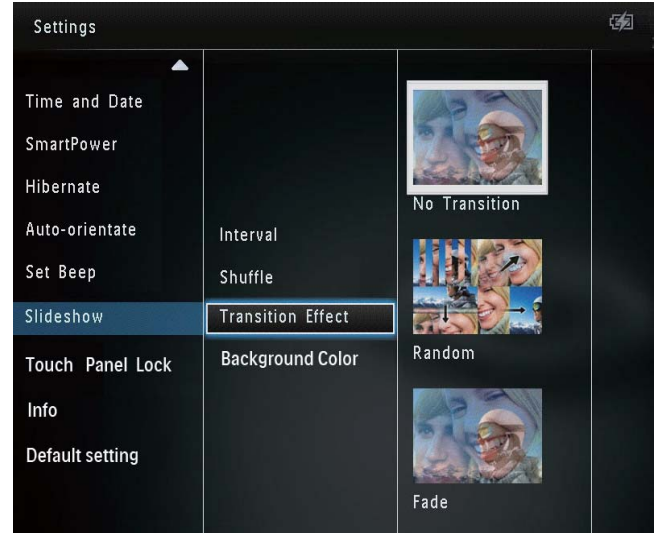 Settings
Time and Date
SmartPower
Hibernate
Auto-orientate
Set Beep
Slideshow
Touch Panel Lock
Info
Default setting
Interval
Shuffle
Transition Effect
Background Color
No Transition
Random
Fade